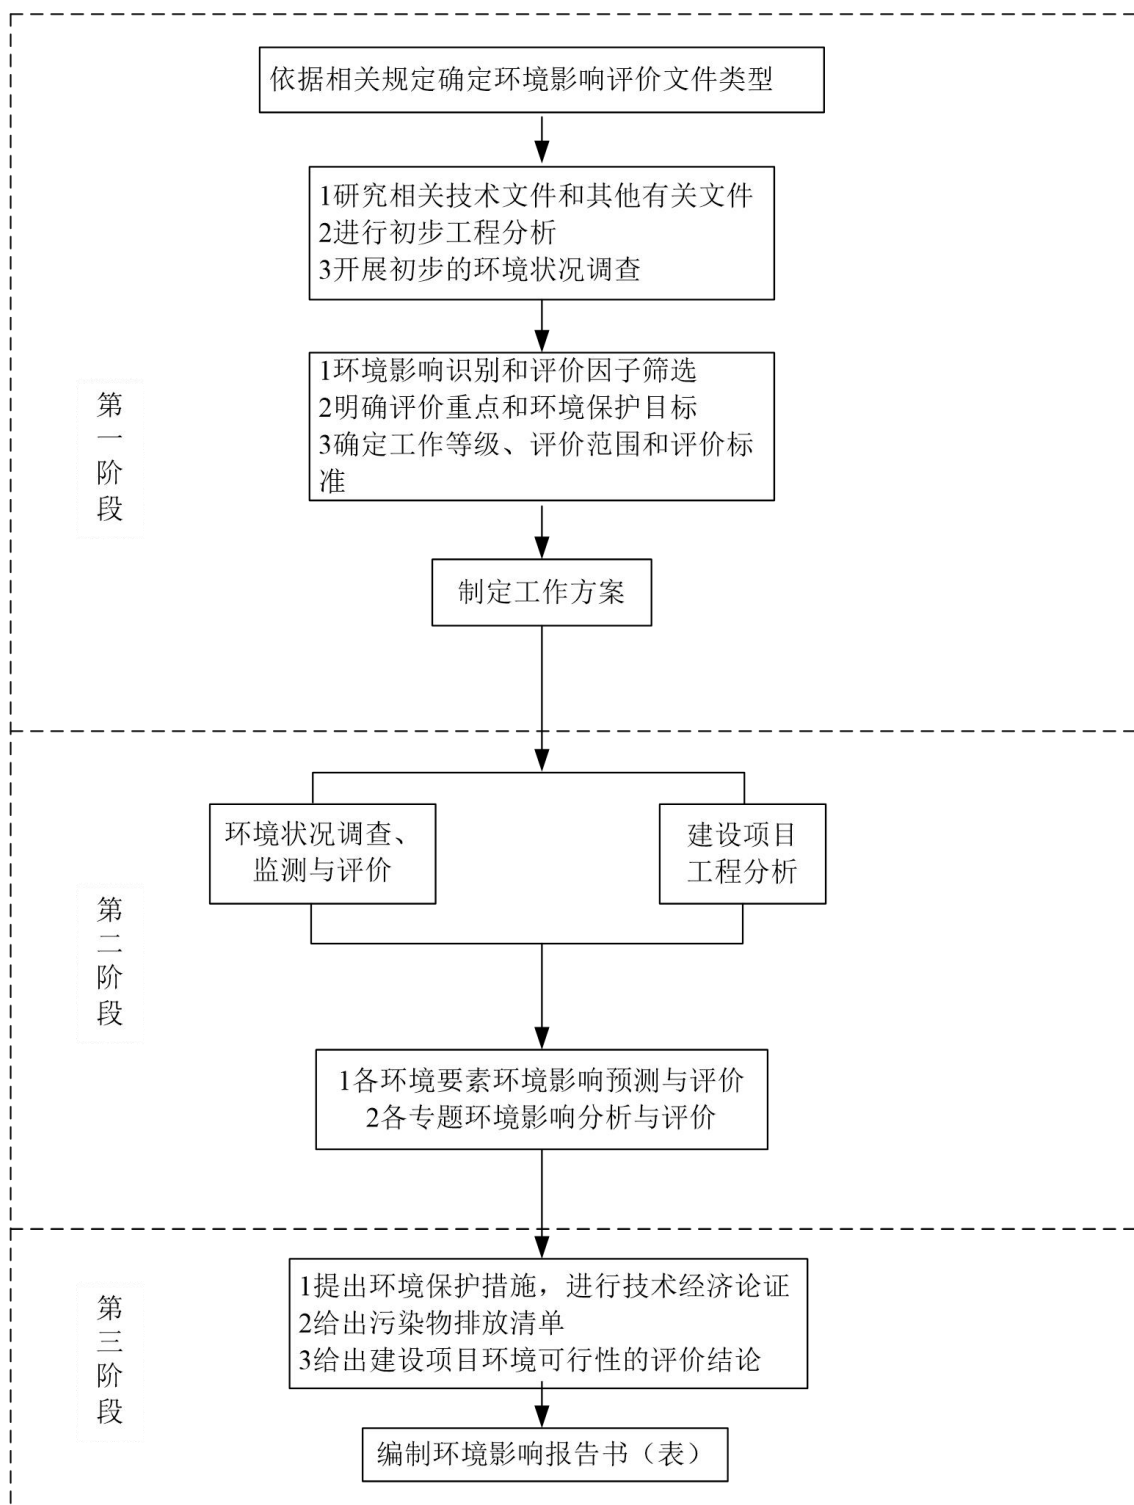 依据相关规定确定环境影响评价文件类型
1研究相关技术文件和其他有关文件
2进行初步工程分析
3开展初步的环境状况调查
1环境影响识别和评价因子筛选
2明确评价重点和环境保护目标
3确定工作等级、评价范围和评价标
准
第
一
阶
段
制定工作方案
环境状况调查、
监测与评价
建设项目
工程分析
第
二
阶
段
1各环境要素环境影响预测与评价
2各专题环境影响分析与评价
1提出环境保护措施，进行技术经济论证
2给出污染物排放清单
3给出建设项目环境可行性的评价结论
第
三
阶
段
编制环境影响报告书（表）